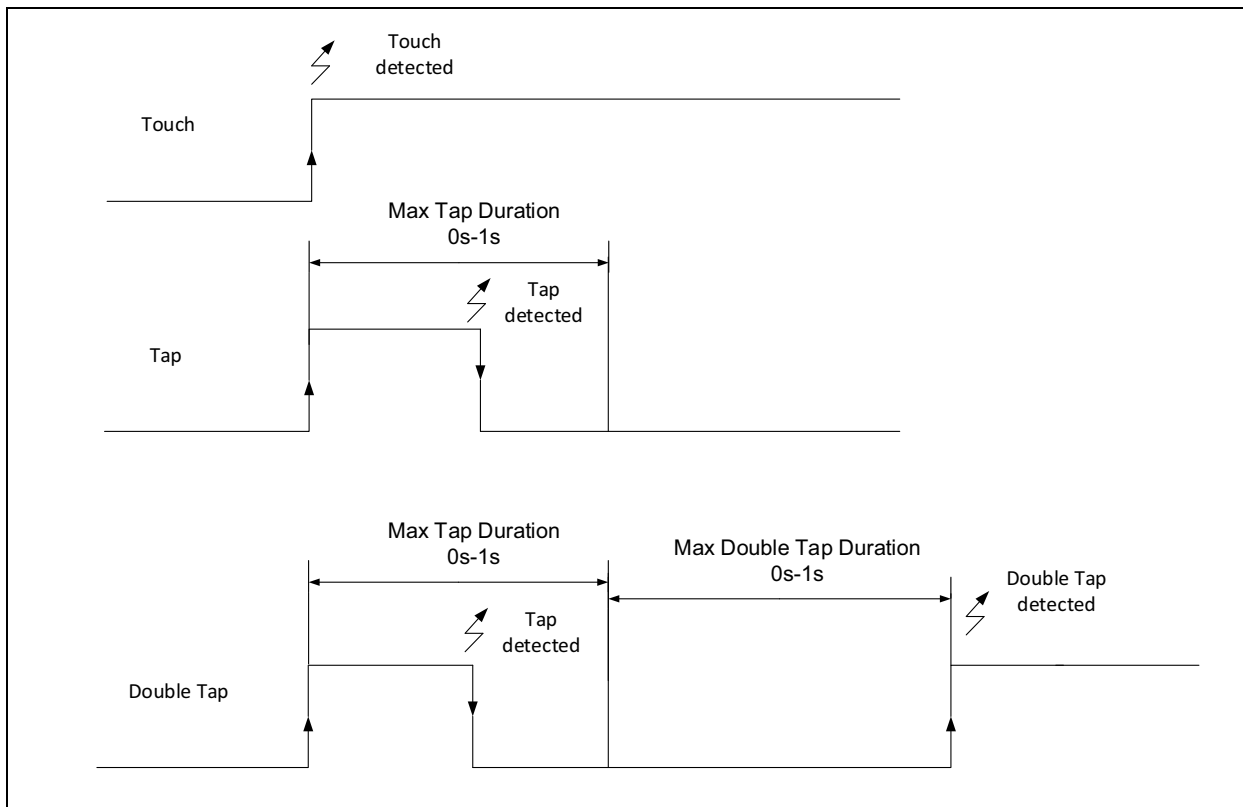 Touch
detected
Touch
Max Tap Duration
0s-1s
Tap
detected
Tap
Max Tap Duration
0s-1s
Max Double Tap Duration
0s-1s
Double Tap
detected
Tap
detected
Double Tap